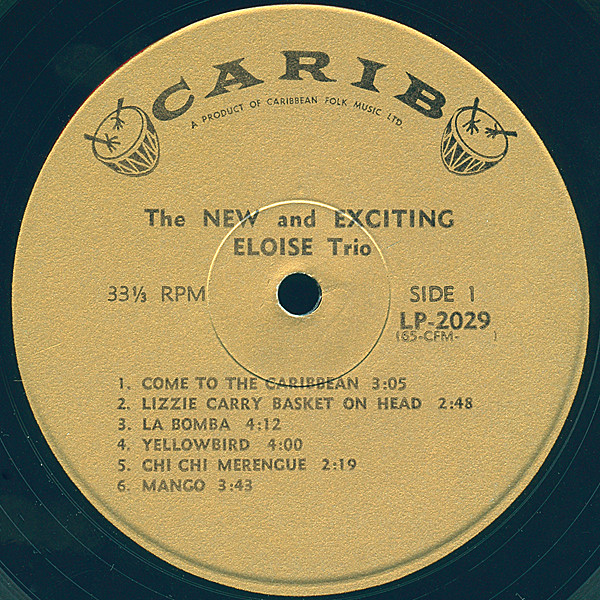 CARIB
A PRODUCT OF CARIBBEAN FOLK MUSIC LTD.
The NEW and EXCITING
ELOISE Trio
33⅓ RPM
SIDE 1
LP-2029
(65-CFM- )
1. COME TO THE CARIBBEAN 3:05
2. LIZZIE CARRY BASKET ON HEAD 2:48
3. LA BOMBA 4:12
4. YELLOWBIRD 4:00
5. CHI CHI MERENGUE 2:19
6. MANGO 3:43